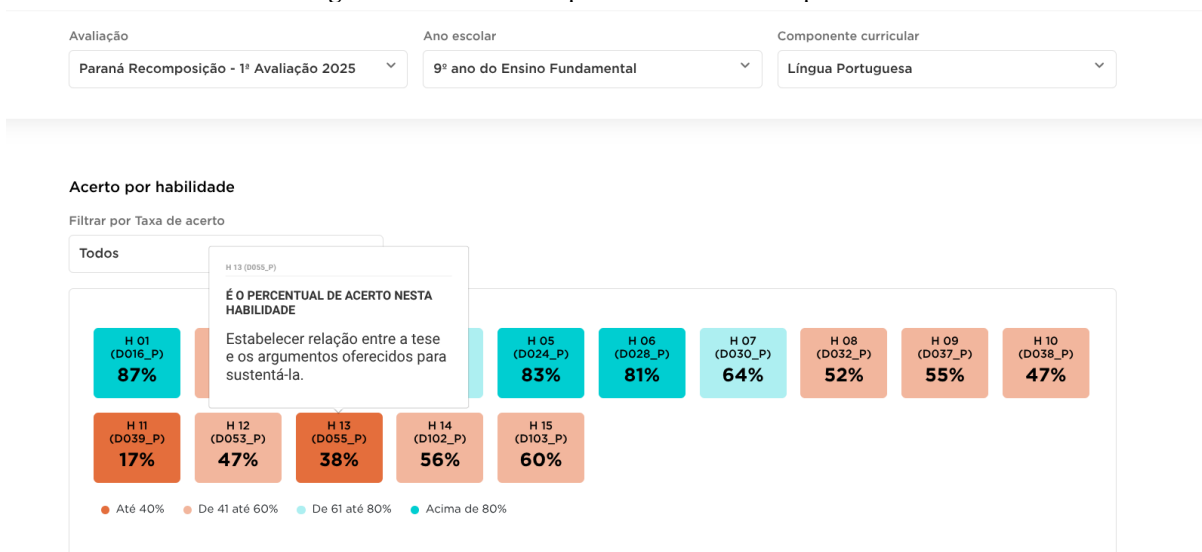 Avaliação
Ano escolar
Componente curricular
Paraná Recomposição - 1ª Avaliação 2025
9º ano do Ensino Fundamental
Língua Portuguesa
Acerto por habilidade
Filtrar por Taxa de acerto
Todos
H 13 (D055_P)
É O PERCENTUAL DE ACERTO NESTA
HABILIDADE
Estabelecer relação entre a tese
e os argumentos oferecidos para
sustentá-la.
H 01
(D016_P)
87%
H 05
(D024_P)
83%
H 06
(D028_P)
81%
H 07
(D030_P)
64%
H 08
(D032_P)
52%
H 09
(D037_P)
55%
H 10
(D038_P)
47%
H 11
(D039_P)
17%
H 12
(D053_P)
47%
H 13
(D055_P)
38%
H 14
(D102_P)
56%
H 15
(D103_P)
60%
Até 40%
De 41 até 60%
De 61 até 80%
Acima de 80%